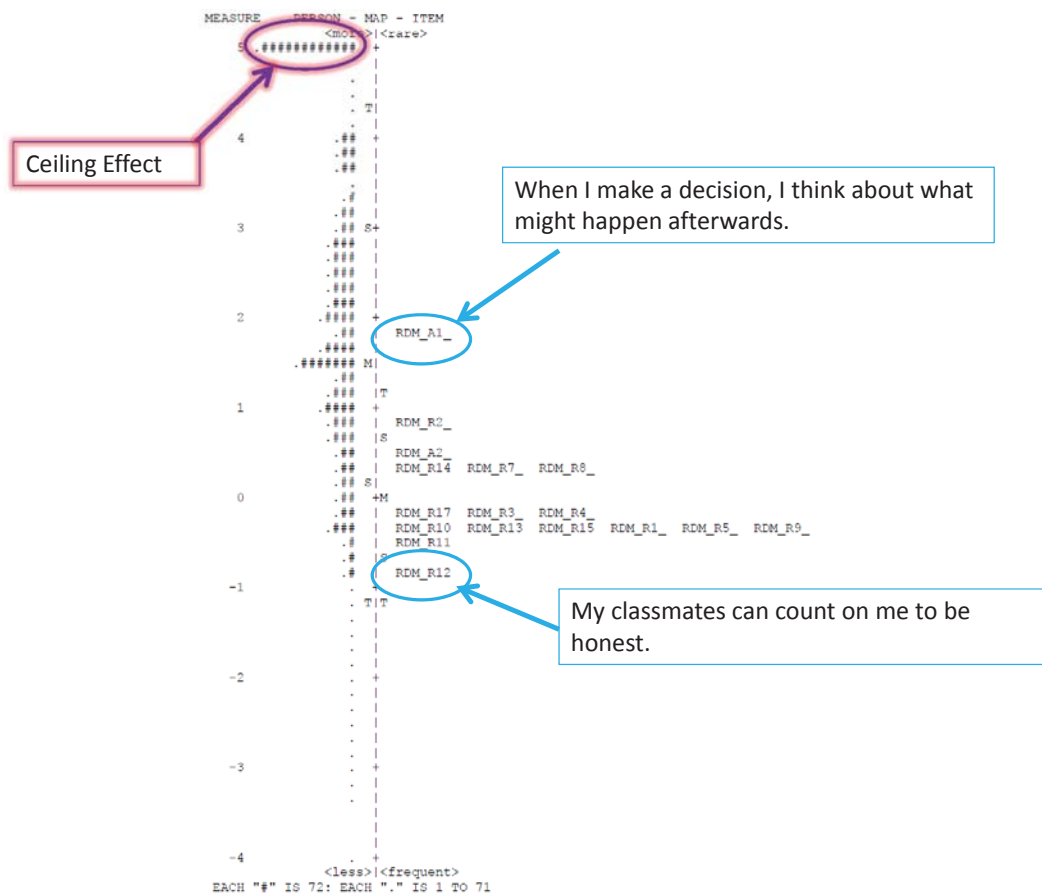 MEASURE PERSON - MAP - ITEM
<more>|<rare>
5 .############ +
. |
. |
. T|
. |
4 .## +
.## |
.## |
. |
.# |
.## |
3 .## S+
.### |
.### |
.### |
.### |
.### |
2 .#### +
.## | RDM_A1_
.#### |
.####### M|
.## |
.### |T
1 .#### +
.### | RDM_R2_
.### |S
.## | RDM_A2_
.## | RDM_R14 RDM_R7_ RDM_R8_
.## S|
0 .## +M
.## | RDM_R17 RDM_R3_ RDM_R4_
.### | RDM_R10 RDM_R13 RDM_R15 RDM_R1_ RDM_R5_ RDM_R9_
.# | RDM_R11
.# |S
.# | RDM_R12
-1 . +
. T|T
. |
. |
. |
-2 . +
. |
. |
. |
-3 . +
. |
. |
|
|
-4 . +
<less>|<frequent>
EACH "#" IS 72: EACH "." IS 1 TO 71
Ceiling Effect
When I make a decision, I think about what
might happen afterwards.
My classmates can count on me to be
honest.